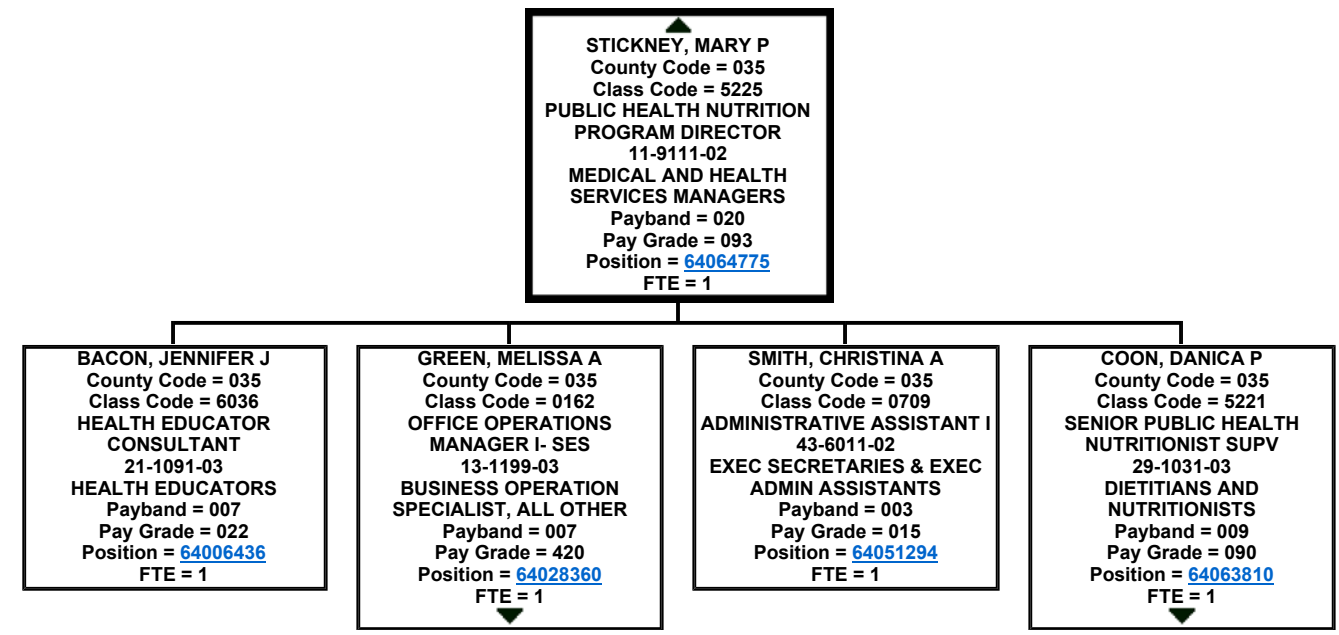 STICKNEY, MARY P
County Code = 035
Class Code = 5225
PUBLIC HEALTH NUTRITION
PROGRAM DIRECTOR
11-9111-02
MEDICAL AND HEALTH
SERVICES MANAGERS
Payband = 020
Pay Grade = 093
Position = 64064775
FTE = 1
BACON, JENNIFER J
County Code = 035
Class Code = 6036
HEALTH EDUCATOR
CONSULTANT
21-1091-03
HEALTH EDUCATORS
Payband = 007
Pay Grade = 022
Position = 64006436
FTE = 1
GREEN, MELISSA A
County Code = 035
Class Code = 0162
OFFICE OPERATIONS
MANAGER I- SES
13-1199-03
BUSINESS OPERATION
SPECIALIST, ALL OTHER
Payband = 007
Pay Grade = 420
Position = 64028360
FTE = 1
SMITH, CHRISTINA A
County Code = 035
Class Code = 0709
ADMINISTRATIVE ASSISTANT I
43-6011-02
EXEC SECRETARIES & EXEC
ADMIN ASSISTANTS
Payband = 003
Pay Grade = 015
Position = 64051294
FTE = 1
COON, DANICA P
County Code = 035
Class Code = 5221
SENIOR PUBLIC HEALTH
NUTRITIONIST SUPV
29-1031-03
DIETITIANS AND
NUTRITIONISTS
Payband = 009
Pay Grade = 090
Position = 64063810
FTE = 1